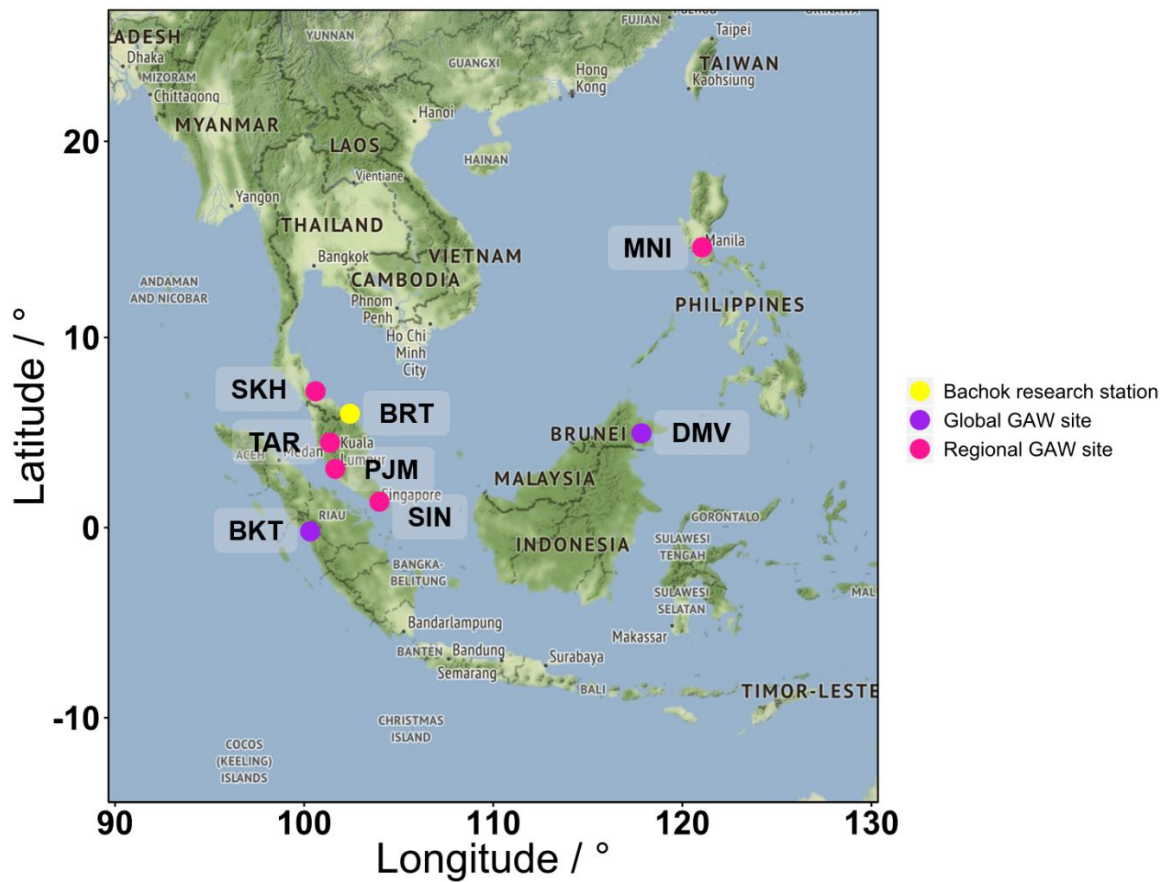 FUJIAN
LADESH
YUNNAN
Taipei
Dhaka
GUANGXI
TAIWAN
MIZORAM
Hong
Kong
Kaohsiung
Chittagong
Hanoi
MYANMAR
20
LAOS
HAINAN
Vientiane
Yangon
THAILAND
MNI
Manila
Bangkok
VIETNAM
ANDAMAN
AND NICOBAR
CAMBODIA
Phnom
Penh
PHILIPPINES
10
Ho Chi
Minh
City
SKH
BRT
Bachok research station
TAR
Kuala
Lumpur
BRUNEI
DMV
Global GAW site
ACEH
Medan
PJM
Regional GAW site
MALAYSIA
Singapore
SIN
RIAU
GORONTALO
0
BKT
INDONESIA
SULAWESI
TENGAH
BANGKA-
BELITUNG
SULAWESI
SELATAN
MAL
Makassar
Bandarlampung
BANTEN
Bandung
Surabaya
Semarang
BALI
TIMOR-LESTE
-10
CHRISTMAS
ISLAND
COCOS
(KEELING)
ISLANDS
Latitude / °
90
100
110
120
130
Longitude / °